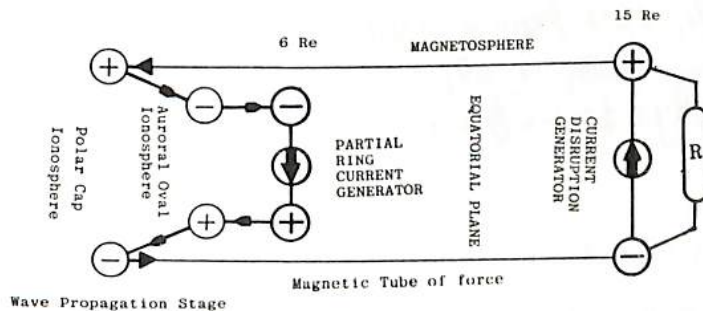 15 Re
6 Re
MAGNETOSPHERE
+
+
−
−
Polar Cap
Ionosphere
Auroral Oval
Ionosphere
PARTIAL
RING
CURRENT
GENERATOR
EQUATORIAL PLANE
CURRENT
DISRUPTION
GENERATOR
R
+
+
−
−
Magnetic Tube of force
Wave Propagation Stage